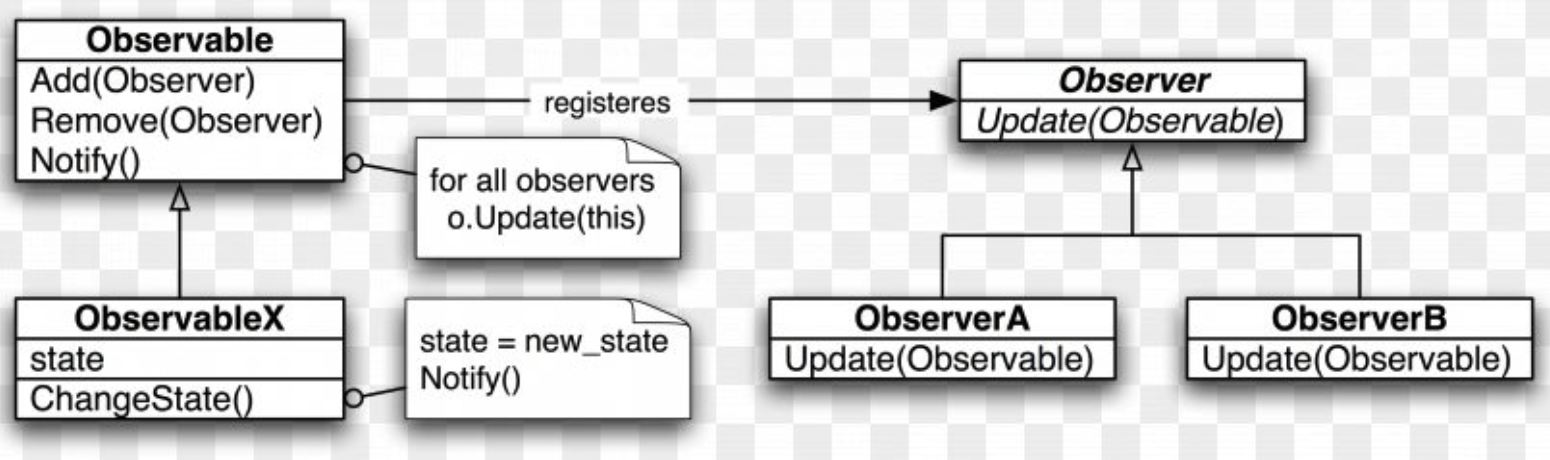 Observable
Add(Observer)
Remove(Observer)
Notify()
registeres
for all observers
o.Update(this)
Observer
Update(Observable)
ObservableX
state
ChangeState()
state = new_state
Notify()
ObserverA
Update(Observable)
ObserverB
Update(Observable)